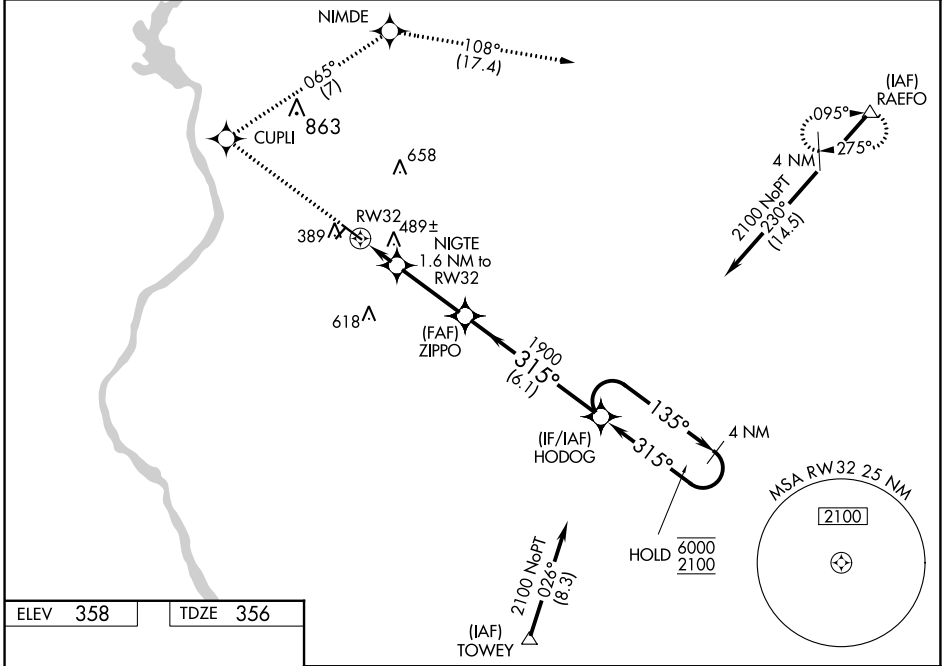 NIMDE
108°
(17.4)
065°
(7)
863
CUPLI
658
(IAF)
RAEFO
095°
275°
4 NM
2100 NoPT
230°
(14.5)
RW32
389
489±
NIGTE
1.6 NM to
RW32
618
(FAF)
ZIPPO
1900
315°
(6.1)
135°
4 NM
(IF/IAF)
HODOG
315°
MSA RW32 25 NM
2100
HOLD 6000
2100
2100 NoPT
026°
(8.3)
(IAF)
TOWEY
ELEV 358
TDZE 356